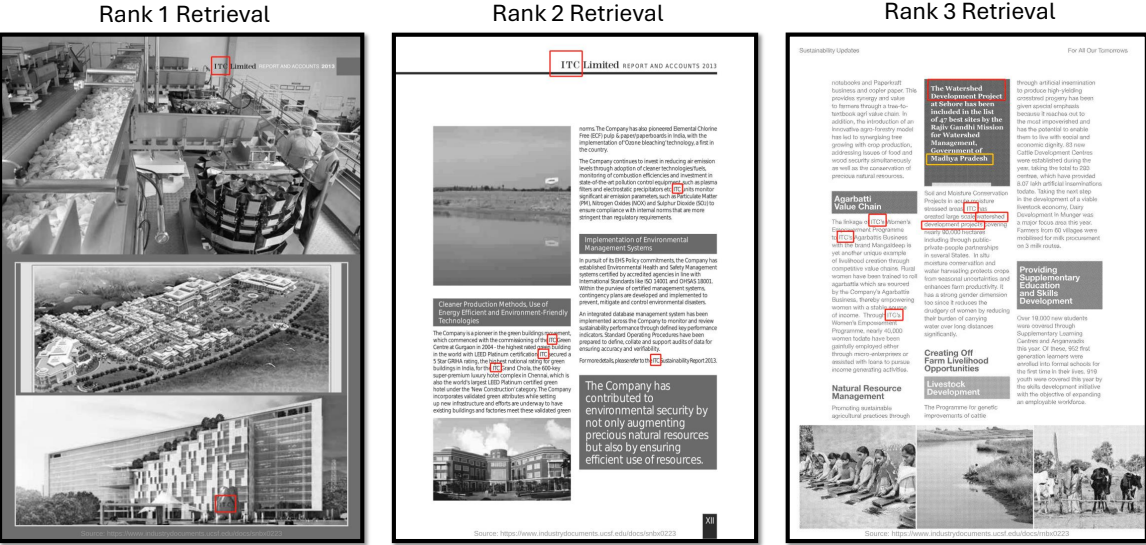 Rank 1 Retrieval
ITC Limited REPORT AND ACCOUNTS 2013
ITC
Source: https://www.industrydocuments.ucsf.edu/docs/snbx0223
Rank 2 Retrieval
ITC Limited REPORT AND ACCOUNTS 2013
Cleaner Production Methods, Use of
Energy Efficient and Environment-Friendly
Technologies
The Company is a pioneer in the green buildings movement,
which commenced with the commissioning of the ITC Green
Centre at Gurgaon in 2004 - the highest rated green building
in the world with LEED Platinum certification. ITC secured a
5 Star GRIHA rating, the highest national rating for green
buildings in India, for the ITC Grand Chola, the 600-key
super-premium luxury hotel complex in Chennai, which is
also the world's largest LEED Platinum certified green
hotel under the 'New Construction' category. The Company
incorporates validated green attributes while setting
up new infrastructure and efforts are underway to have
existing buildings and factories meet these validated green
norms. The Company has also pioneered Elemental Chlorine
Free (ECF) pulp & paper/paperboards in India, with the
implementation of 'Ozone bleaching' technology, a first in
the country.
The Company continues to invest in reducing air emission
levels through adoption of cleaner technologies/fuels,
monitoring of combustion efficiencies and investment in
state-of-the-art pollution control equipment, such as plasma
filters and electrostatic precipitators etc. ITC units monitor
significant air emission parameters, such as Particulate Matter
(PM), Nitrogen Oxides (NOX) and Sulphur Dioxide (SO2) to
ensure compliance with internal norms that are more
stringent than regulatory requirements.
Implementation of Environmental
Management Systems
In pursuit of its EHS Policy commitments, the Company has
established Environmental Health and Safety Management
systems certified by accredited agencies in line with
International Standards like ISO 14001 and OHSAS 18001.
Within the purview of certified management systems,
contingency plans are developed and implemented to
prevent, mitigate and control environmental disasters.
An integrated database management system has been
implemented across the Company to monitor and review
sustainability performance through defined key performance
indicators. Standard Operating Procedures have been
prepared to define, collate and support audits of data for
ensuring accuracy and verifiability.
For more details, please refer to the ITC Sustainability Report 2013.
The Company has
contributed to
environmental security by
not only augmenting
precious natural resources
but also by ensuring
efficient use of resources.
XII
Source: https://www.industrydocuments.ucsf.edu/docs/snbx0223
Rank 3 Retrieval
Sustainability Updates
For All Our Tomorrows
notebooks and Paperkraft
business and copier paper. This
provides synergy and value
to farmers through a tree-to-
textbook agri value chain. In
addition, the introduction of an
innovative agro-forestry model
has led to synergising tree
growing with crop production,
addressing issues of food and
wood security simultaneously
as well as the conservation of
precious natural resources.
Agarbatti
Value Chain
The linkage of ITC's Women's
Empowerment Programme
to ITC's Agarbattis Business
with the brand Mangaldeep is
yet another unique example
of livelihood creation through
competitive value chains. Rural
women have been trained to roll
agarbattis which are sourced
by the Company's Agarbattis
Business, thereby empowering
women with a stable source
of income. Through ITC's
Women's Empowerment
Programme, nearly 40,000
women today have been
gainfully employed either
through micro-enterprises or
assisted with loans to pursue
income generating activities.
Natural Resource
Management
Promoting sustainable
agricultural practices through
The Watershed
Development Project
at Sehore has been
included in the list
of 47 best sites by the
Rajiv Gandhi Mission
for Watershed
Management,
Government of
Madhya Pradesh
Soil and Moisture Conservation
Projects in acute moisture
stressed areas, ITC has
created large scale watershed
development projects covering
nearly 90,000 hectares
including through public-
private-people partnerships
in several States. In situ
moisture conservation and
water harvesting protects crops
from seasonal uncertainties and
enhances farm productivity. It
has a strong gender dimension
too since it reduces the
drudgery of women by reducing
their burden of carrying
water over long distances
significantly.
Creating Off
Farm Livelihood
Opportunities
Livestock
Development
The Programme for genetic
improvements of cattle
through artificial insemination
to produce high-yielding
crossbred progeny has been
given special emphasis
because it reaches out to
the most impoverished and
has the potential to enable
them to live with social and
economic dignity. 83 new
Cattle Development Centres
were established during the
year, taking the total to 293
centres, which have provided
8.07 lakh artificial inseminations
todate. Taking the next step
in the development of a viable
livestock economy, Dairy
Development in Munger was
a major focus area this year.
Farmers from 60 villages were
mobilised for milk procurement
on 3 milk routes.
Providing
Supplementary
Education
and Skills
Development
Over 18,000 new students
were covered through
Supplementary Learning
Centres and Anganwadis
this year. Of these, 952 first
generation learners were
enrolled into formal schools for
the first time in their lives. 919
youth were covered this year by
the skills development initiative
with the objective of expanding
an employable workforce.
Source: https://www.industrydocuments.ucsf.edu/docs/snbx0223